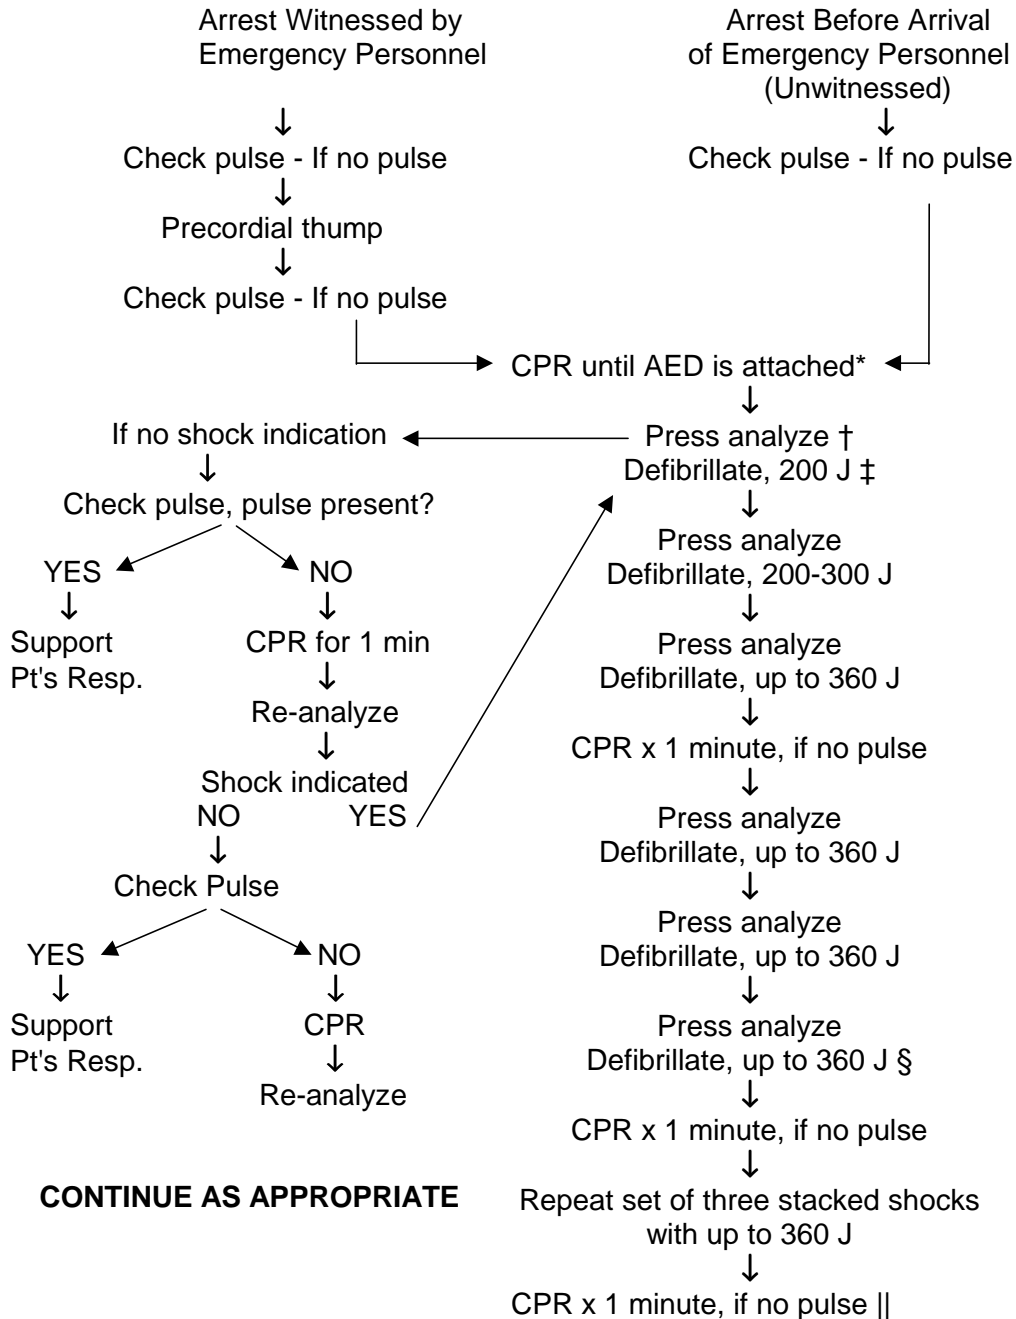 Arrest Witnessed by
Emergency Personnel
Check pulse - If no pulse
Precordial thump
Check pulse - If no pulse
Arrest Before Arrival
of Emergency Personnel
(Unwitnessed)
Check pulse - If no pulse
CPR until AED is attached*
Press analyze †
Defibrillate, 200 J ‡
Press analyze
Defibrillate, 200-300 J
Press analyze
Defibrillate, up to 360 J
CPR x 1 minute, if no pulse
Press analyze
Defibrillate, up to 360 J
Press analyze
Defibrillate, up to 360 J
Press analyze
Defibrillate, up to 360 J §
CPR x 1 minute, if no pulse
Repeat set of three stacked shocks
with up to 360 J
CPR x 1 minute, if no pulse ||
If no shock indication
Check pulse, pulse present?
YES
Support
Pt's Resp.
NO
CPR for 1 min
Re-analyze
Shock indicated
NO YES
Check Pulse
YES
Support
Pt's Resp.
NO
CPR
Re-analyze
CONTINUE AS APPROPRIATE